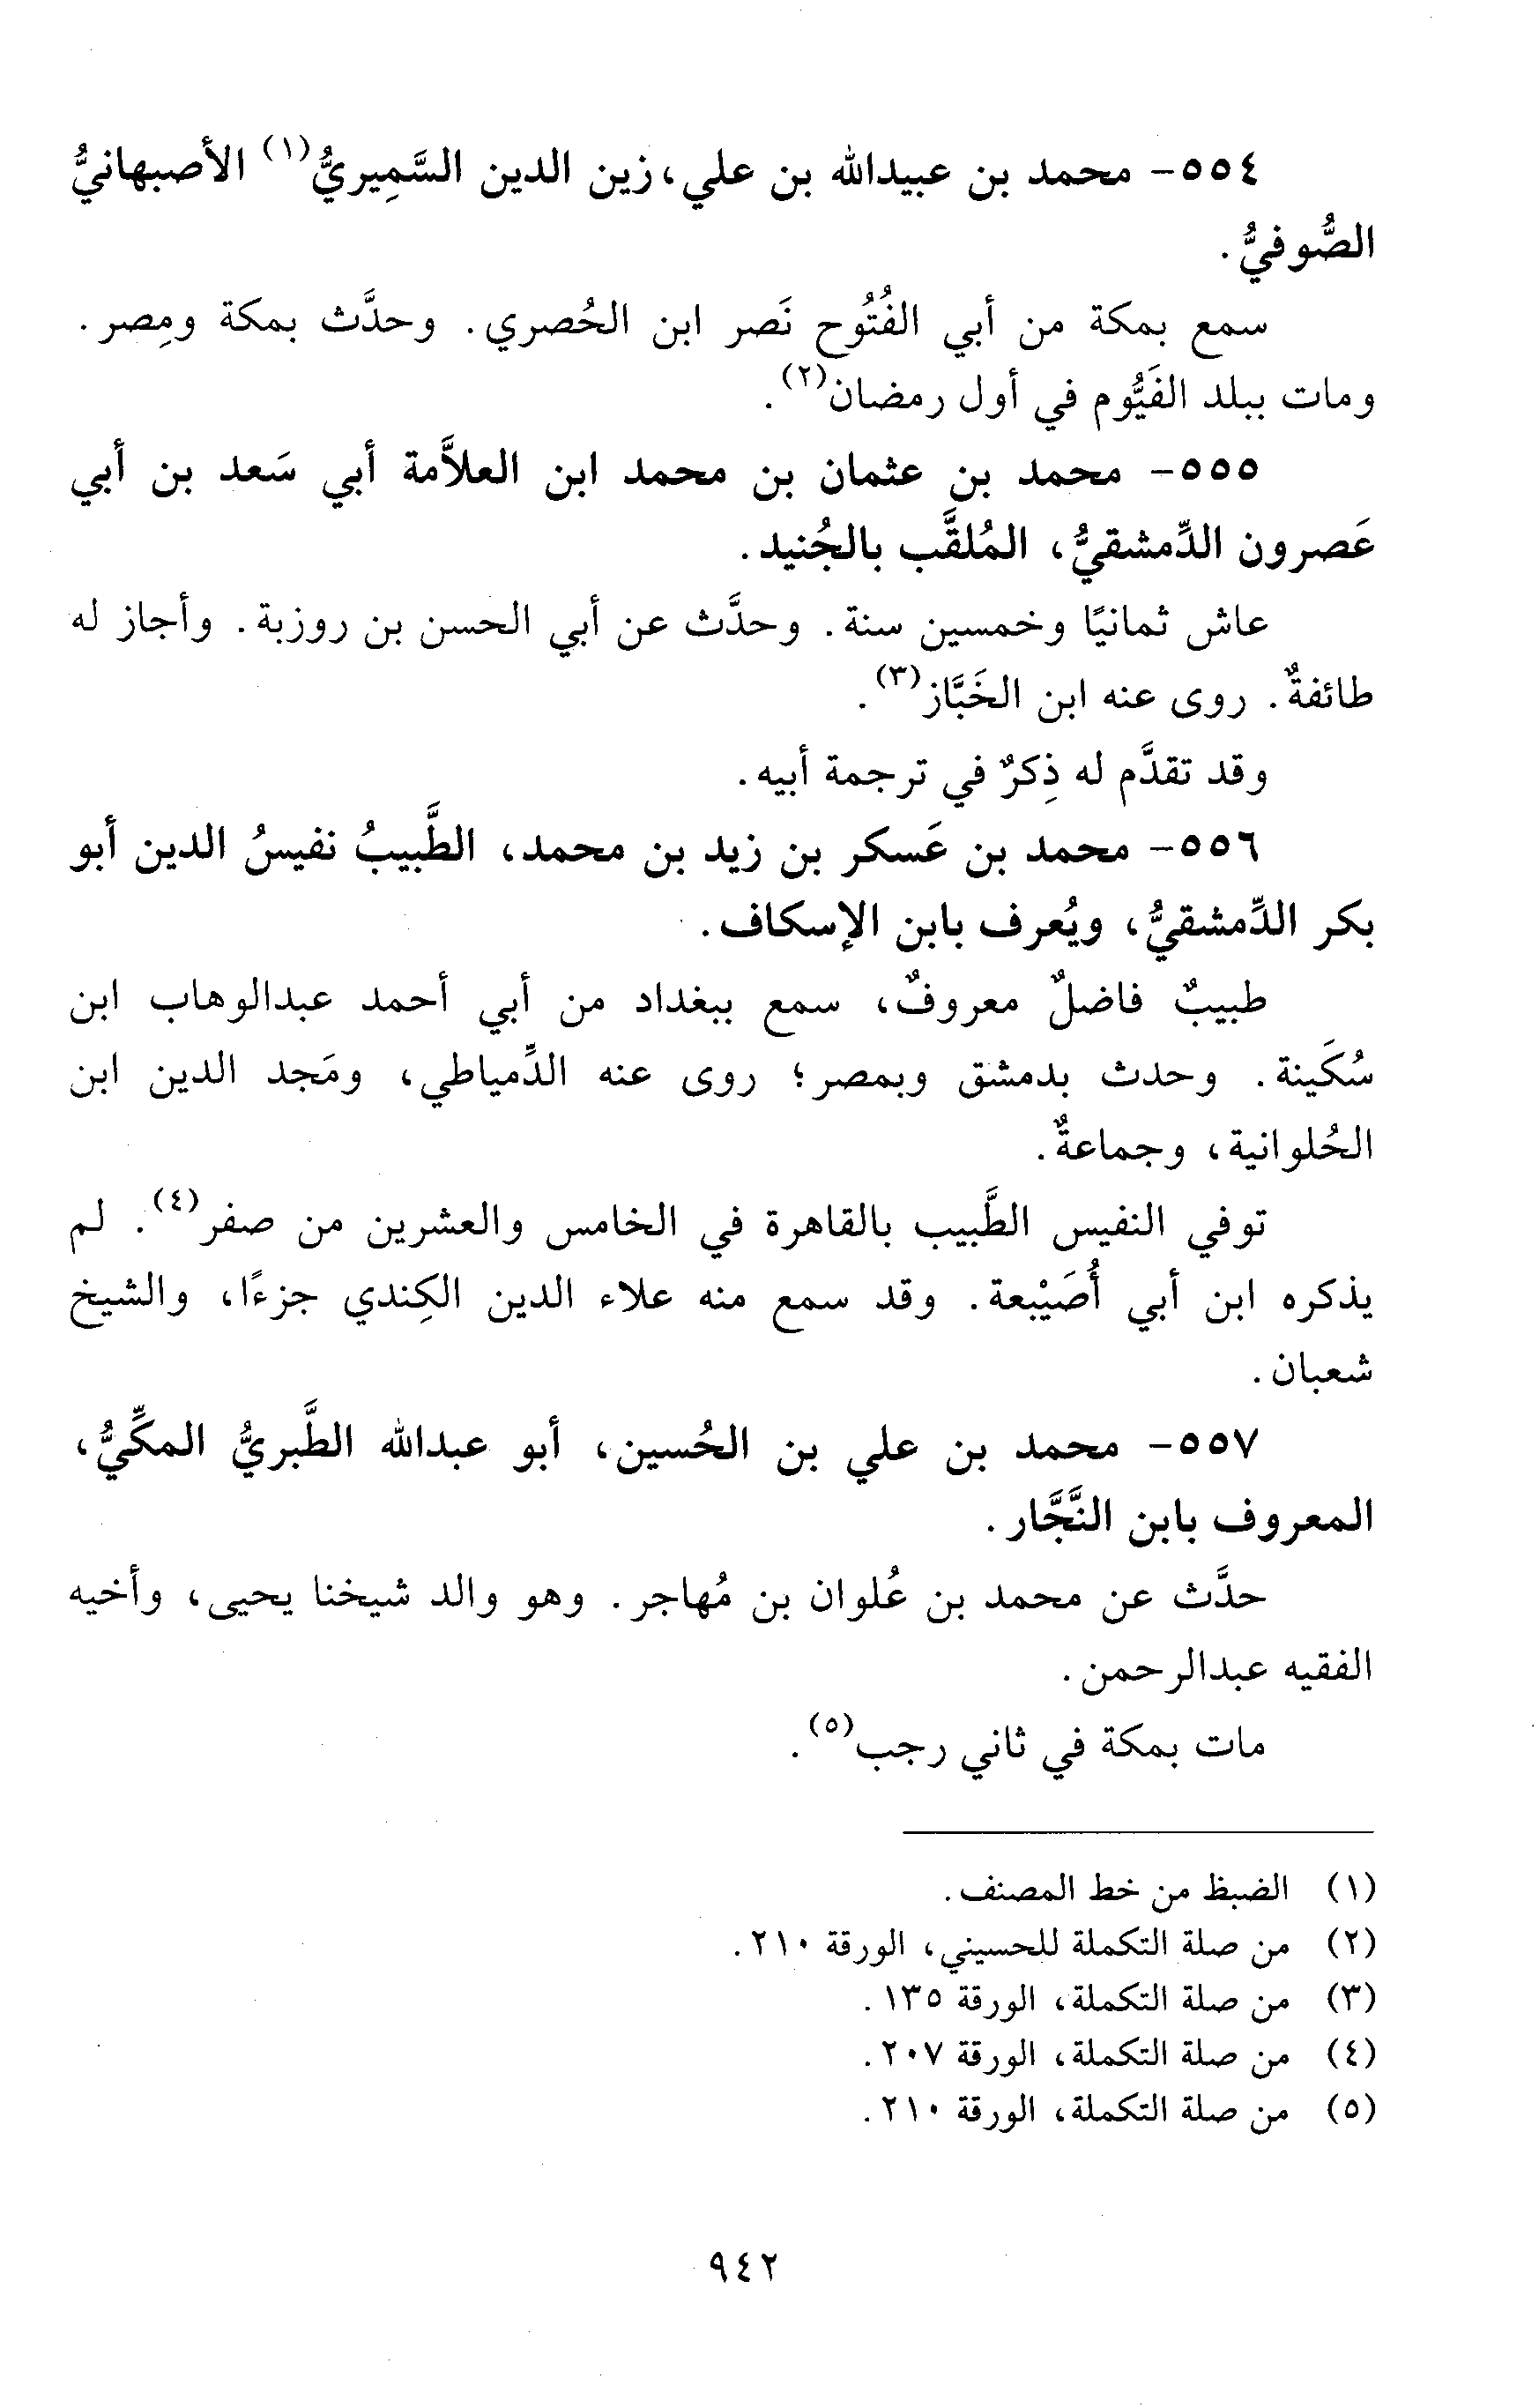 ٥٥٤- محمد بن عبيدالله بن علي، زين الدين السَّمِيريُّ(١) الأصبهانيُّ
الصُّوفيُّ.
سمع بمكة من أبي الفُتُوح نَصر ابن الحُصري. وحدَّث بمكة ومِصر.
ومات ببلد الفَيُّوم في أول رمضان(٢).
٥٥٥- محمد بن عثمان بن محمد ابن العلاَّمة أبي سَعد بن أبي
عَصرون الدِّمشقيُّ، المُلقَّب بالجُنيد.
عاش ثمانيًا وخمسين سنة. وحدَّث عن أبي الحسن بن روزبة. وأجاز له
طائفةٌ. روى عنه ابن الخَبَّاز(٣).
وقد تقدَّم له ذِكرٌ في ترجمة أبيه.
٥٥٦- محمد بن عَسكر بن زيد بن محمد، الطَّبيبُ نفيسُ الدين أبو
بكر الدِّمشقيُّ، ويُعرف بابن الإسكاف.
طبيبٌ فاضلٌ معروفٌ، سمع ببغداد من أبي أحمد عبدالوهاب ابن
سُكَينة. وحدث بدمشق وبمصر؛ روى عنه الدِّمياطي، ومَجد الدين ابن
الحُلوانية، وجماعةٌ.
توفي النفيس الطَّبيب بالقاهرة في الخامس والعشرين من صفر(٤). لم
يذكره ابن أبي أُصَيْبعة. وقد سمع منه علاء الدين الكِندي جزءًا، والشيخ
شعبان.
٥٥٧- محمد بن علي بن الحُسين، أبو عبدالله الطَّبريُّ المكِّيُّ،
المعروف بابن النَّجَّار.
حدَّث عن محمد بن عُلوان بن مُهاجر. وهو والد شيخنا يحيى، وأخيه
الفقيه عبدالرحمن.
مات بمكة في ثاني رجب(٥).
(١) الضبظ من خط المصنف.
(٢) من صلة التكملة للحسيني، الورقة ٢١٠.
(٣) من صلة التكملة، الورقة ١٣٥.
(٤) من صلة التكملة، الورقة ٢٠٧.
(٥) من صلة التكملة، الورقة ٢١٠.
٩٤٢